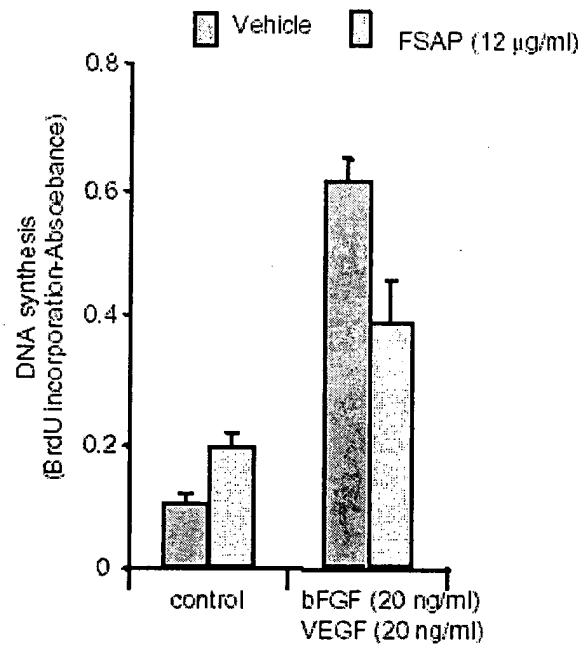 Vehicle
FSAP (12 µg/ml)
DNA synthesis
(BrdU incorporation-Absoebance)
0.8
0.6
0.4
0.2
0
control
bFGF (20 ng/ml)
VEGF (20 ng/ml)